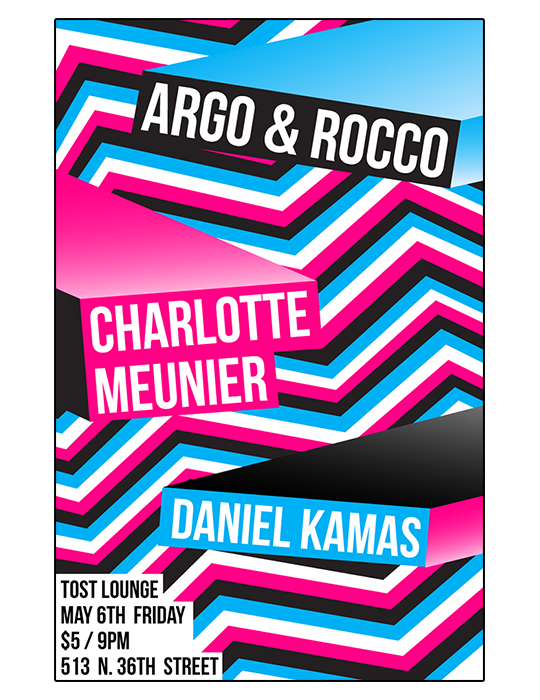 ARGO & ROCCO
CHARLOTTE
MEUNIER
DANIEL KAMAS
TOST LOUNGE
MAY 6TH FRIDAY
$5 / 9PM
513 N. 36TH STREET